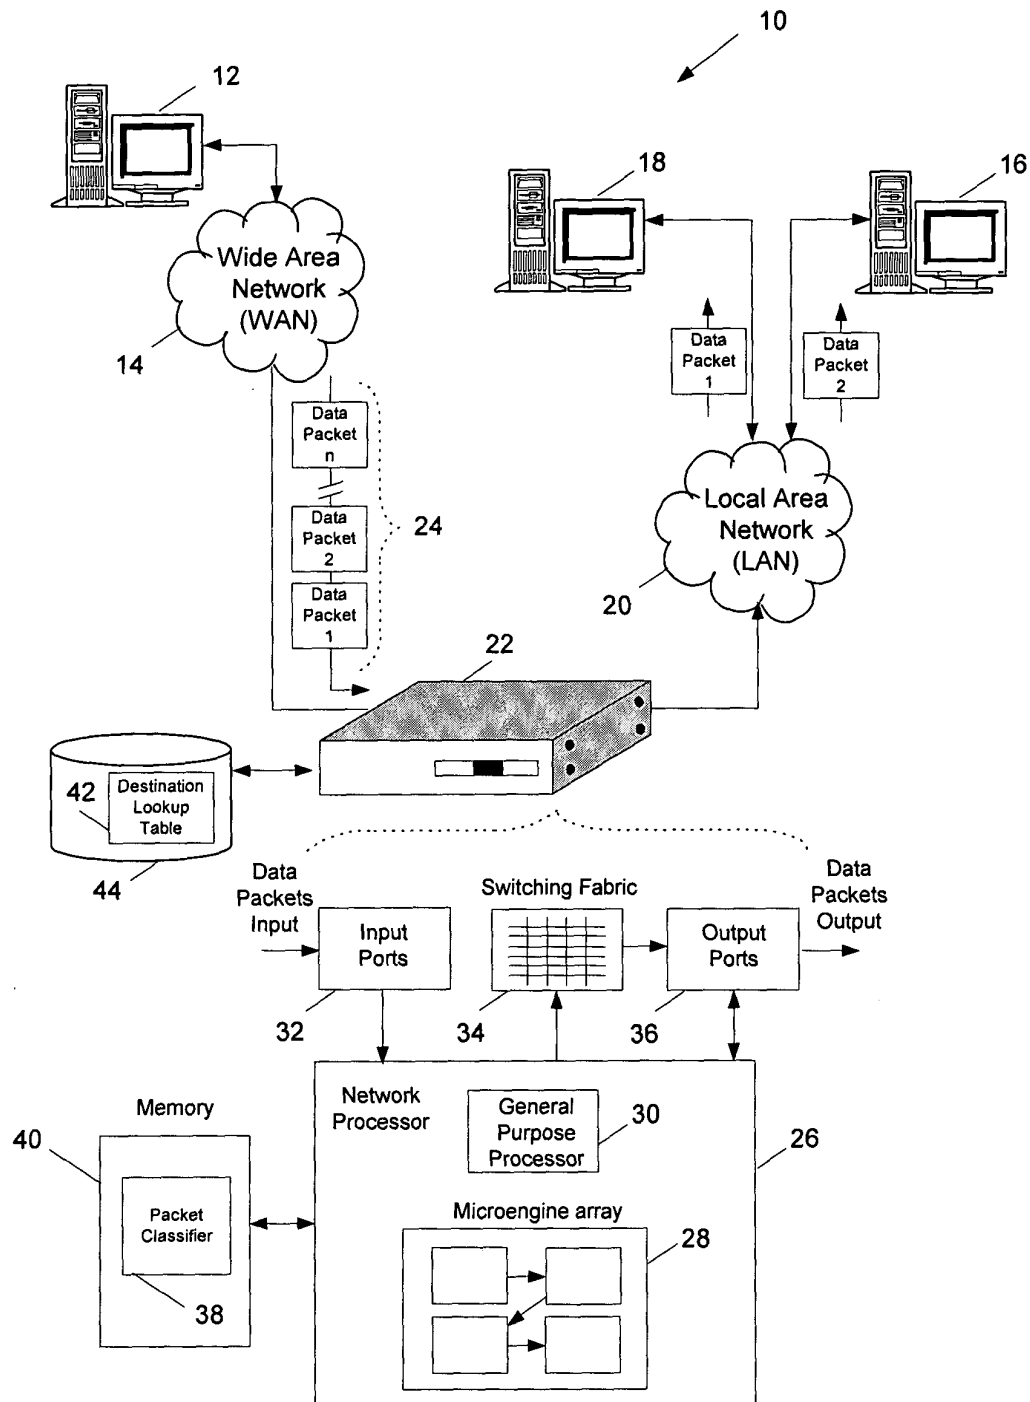 10
12
18
16
Wide Area
Network
(WAN)
14
Data
Packet
1
Data
Packet
2
Data
Packet
n
Data
Packet
2
Data
Packet
1
24
Local Area
Network
(LAN)
20
22
42
Destination
Lookup
Table
44
Data
Packets
Input
Switching Fabric
Data
Packets
Output
Input
Ports
Output
Ports
32
34
36
Network
Processor
General
Purpose
Processor
30
26
Memory
40
Packet
Classifier
38
Microengine array
28